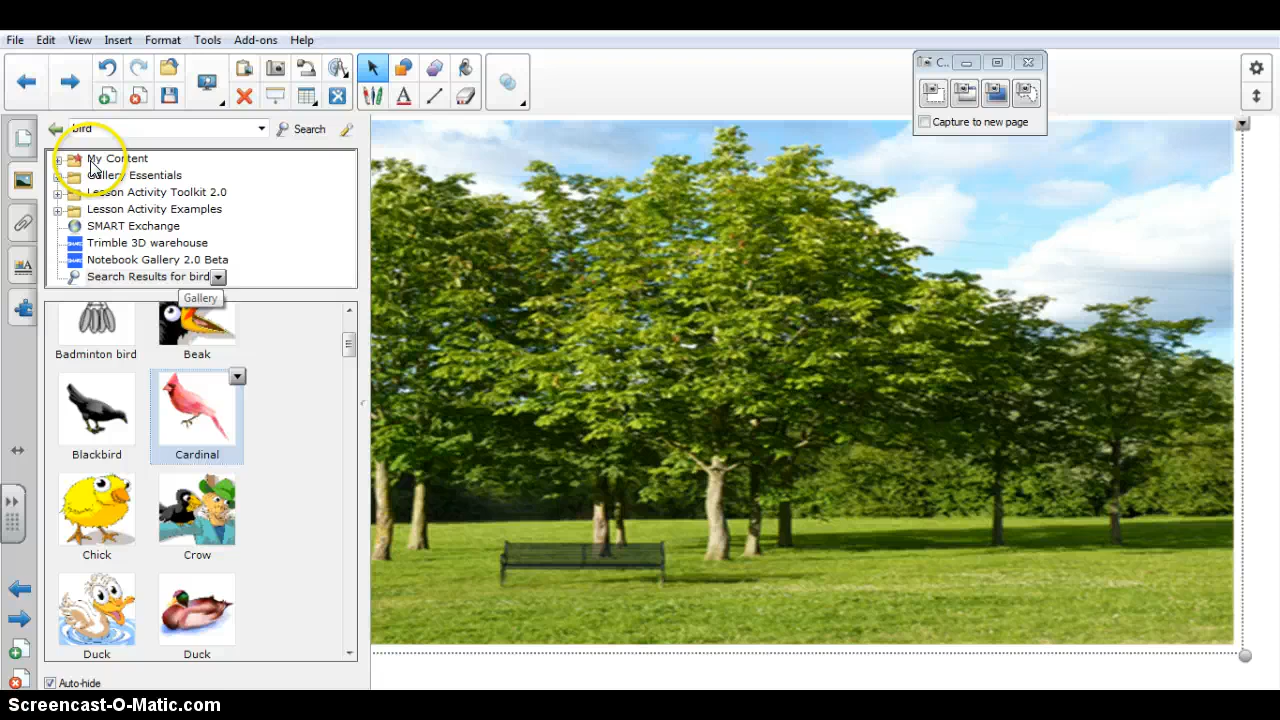 File Edit View Insert Format Tools Add-ons Help
C..
Capture to new page
bird
Search
My Content
Gallery Essentials
Lesson Activity Toolkit 2.0
Lesson Activity Examples
SMART Exchange
Trimble 3D warehouse
Notebook Gallery 2.0 Beta
Search Results for bird
Gallery
Badminton bird Beak
Blackbird Cardinal
Chick Crow
Duck Duck
Auto-hide
Screencast-O-Matic.com